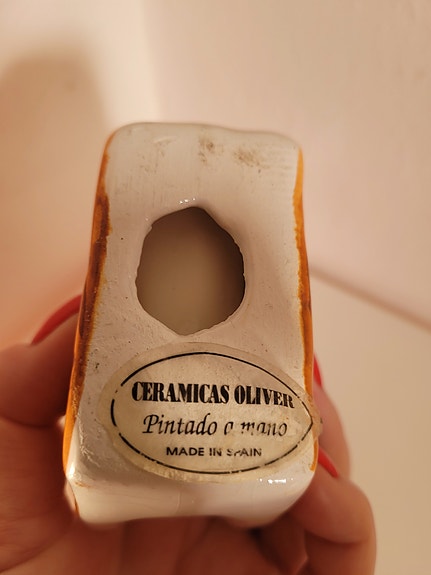 CERAMICAS OLIVER
Pintado a mano
MADE IN SPAIN